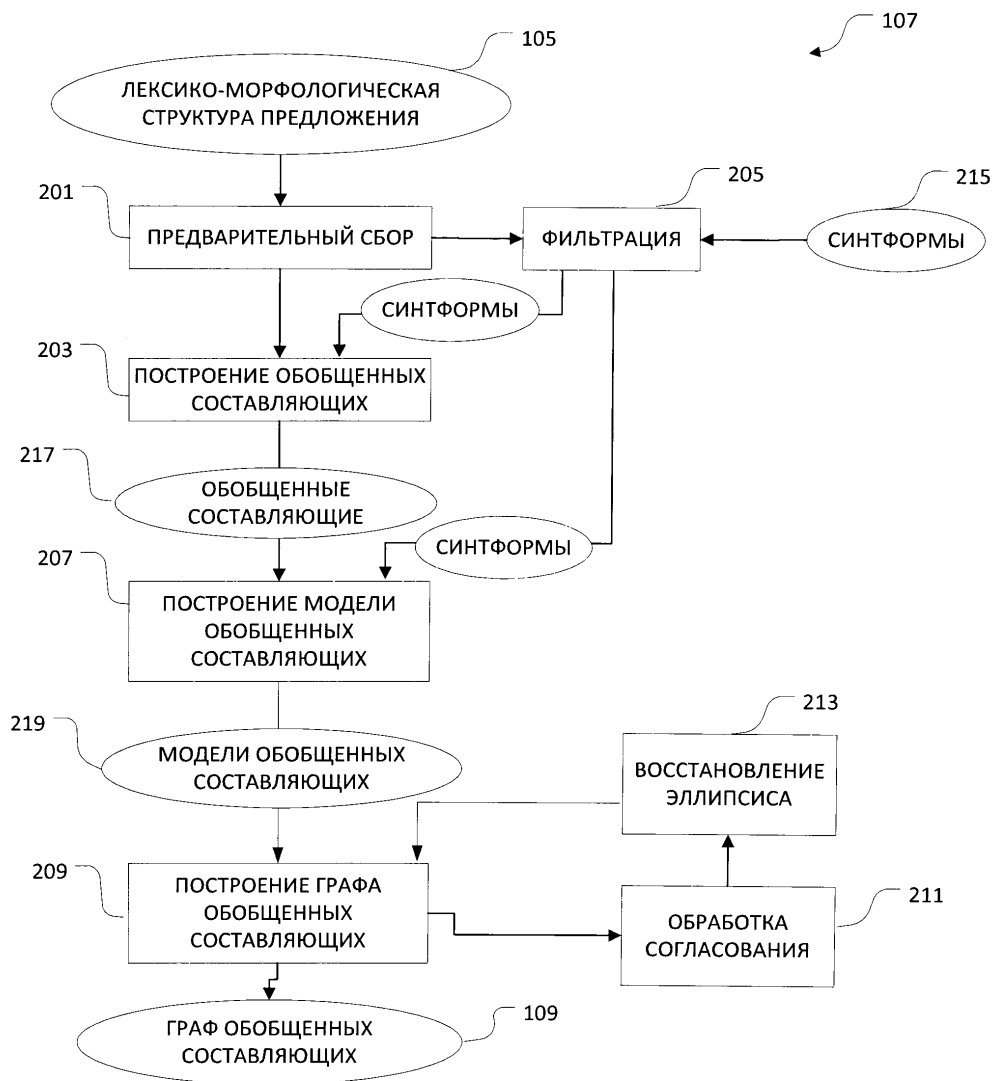 107
105
ЛЕКСИКО-МОРФОЛОГИЧЕСКАЯ
СТРУКТУРА ПРЕДЛОЖЕНИЯ
201
ПРЕДВАРИТЕЛЬНЫЙ СБОР
205
ФИЛЬТРАЦИЯ
215
СИНТФОРМЫ
СИНТФОРМЫ
203
ПОСТРОЕНИЕ ОБОБЩЕННЫХ
СОСТАВЛЯЮЩИХ
217
ОБОБЩЕННЫЕ
СОСТАВЛЯЮЩИЕ
СИНТФОРМЫ
207
ПОСТРОЕНИЕ МОДЕЛИ
ОБОБЩЕННЫХ
СОСТАВЛЯЮЩИХ
219
МОДЕЛИ ОБОБЩЕННЫХ
СОСТАВЛЯЮЩИХ
213
ВОССТАНОВЛЕНИЕ
ЭЛЛИПСИСА
209
ПОСТРОЕНИЕ ГРАФА
ОБОБЩЕННЫХ
СОСТАВЛЯЮЩИХ
211
ОБРАБОТКА
СОГЛАСОВАНИЯ
109
ГРАФ ОБОБЩЕННЫХ
СОСТАВЛЯЮЩИХ